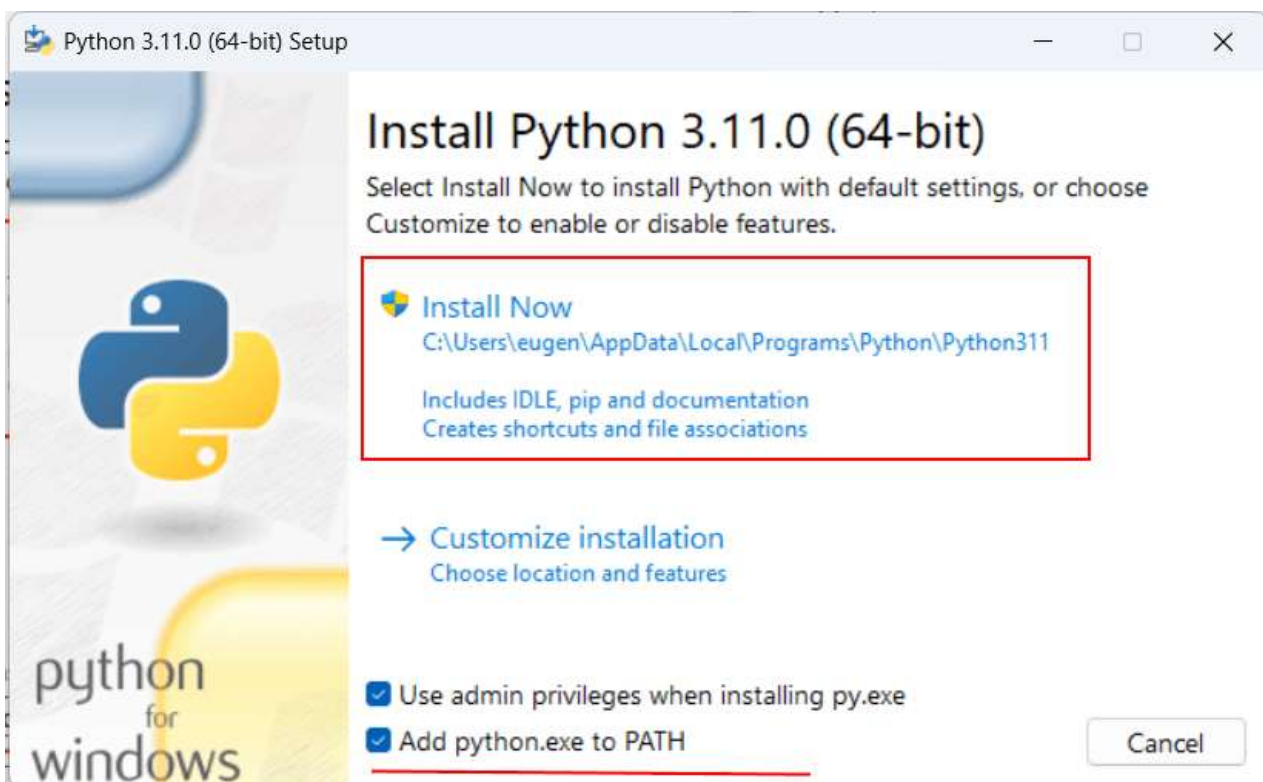 Python 3.11.0 (64-bit) Setup
Install Python 3.11.0 (64-bit)
Select Install Now to install Python with default settings, or choose
Customize to enable or disable features.
Install Now
C:\Users\eugen\AppData\Local\Programs\Python\Python311
Includes IDLE, pip and documentation
Creates shortcuts and file associations
Customize installation
Choose location and features
python
for
windows
Use admin privileges when installing py.exe
Add python.exe to PATH
Cancel